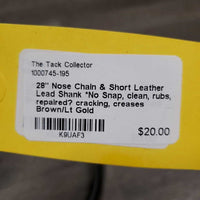 The Tack Collector
1000745-195
28" Nose Chain & Short Leather
Lead Shank *No Snap, clean, rubs,
repaired? cracking, creases
Brown/Lt Gold
K9UAF3
$20.00